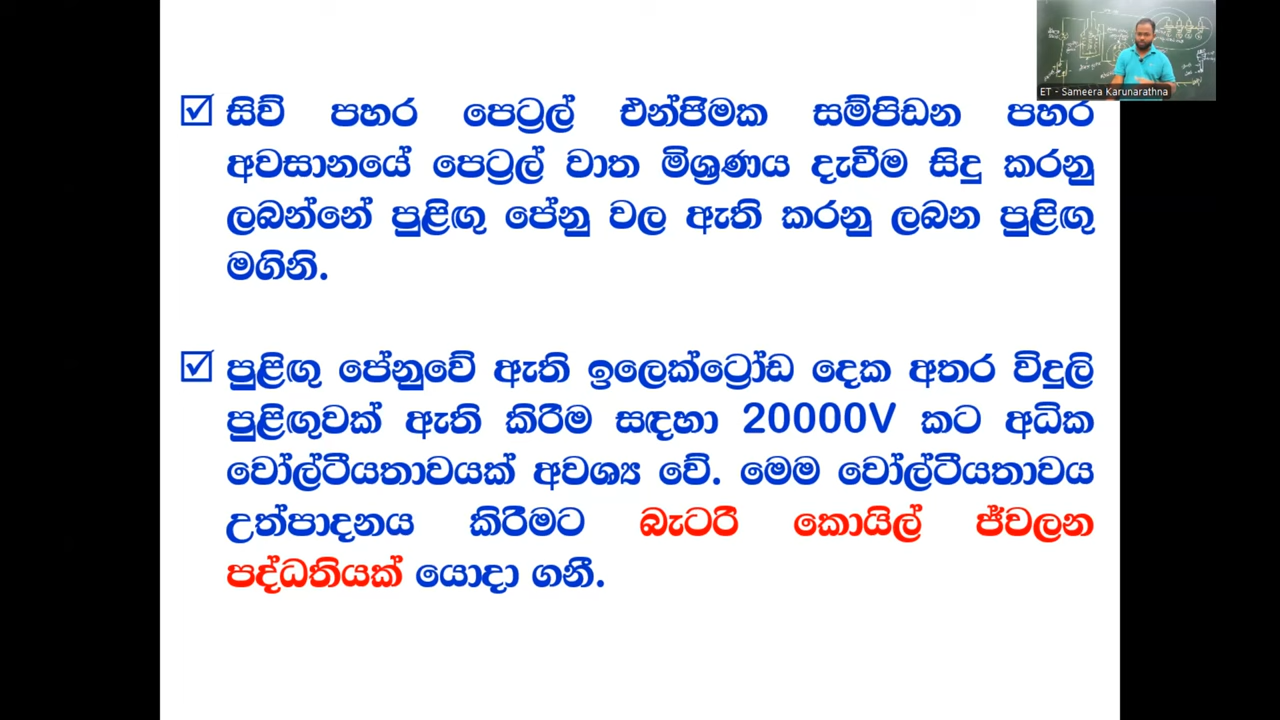 ET - Sameera Karunarathna
සිව් පහර පෙට්‍රල් එන්ජිමක සම්පීඩන පහර
අවසානයේ පෙට්‍රල් වාත මිශ්‍රණය දැවීම සිදු කරනු
ලබන්නේ පුළිඟු පේනු වල ඇති කරනු ලබන පුළිඟු
මගිනි.
පුළිඟු පේනුවේ ඇති ඉලෙක්ට්‍රෝඩ දෙක අතර විදුලි
පුළිඟුවක් ඇති කිරීම සඳහා 20000V කට අධික
වෝල්ටීයතාවයක් අවශ්‍ය වේ. මෙම වෝල්ටීයතාවය
උත්පාදනය කිරීමට බැටරි කොයිල් ජ්වලන
පද්ධතියක් යොදා ගනී.